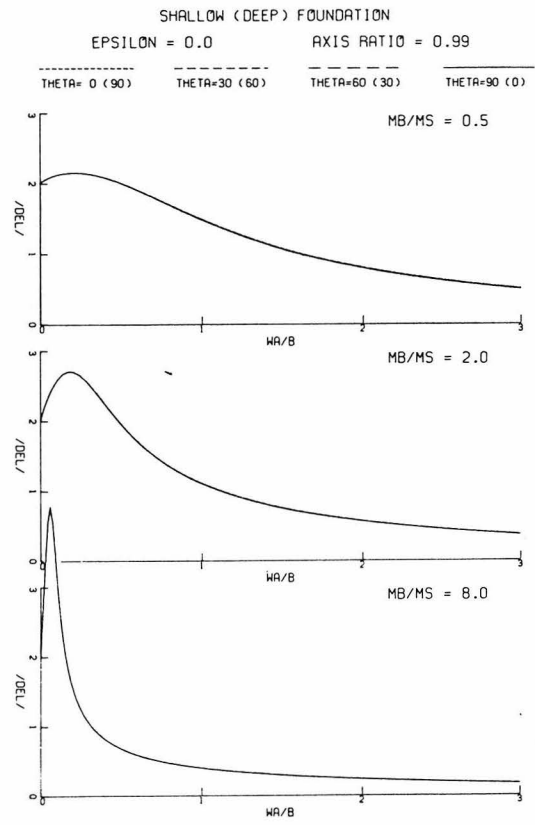 SHALLOW (DEEP) FOUNDATION
EPSILON = 0.0 AXIS RATIO = 0.99
THETA= 0 (90) THETA=30 (60) THETA=60 (30) THETA=90 (0)
MB/MS = 0.5
3
2
1
0
/DEL/
1 2 3
WA/B
MB/MS = 2.0
3
2
1
0
/DEL/
1 2 3
WA/B
MB/MS = 8.0
3
2
1
0
/DEL/
0 1 2 3
WA/B